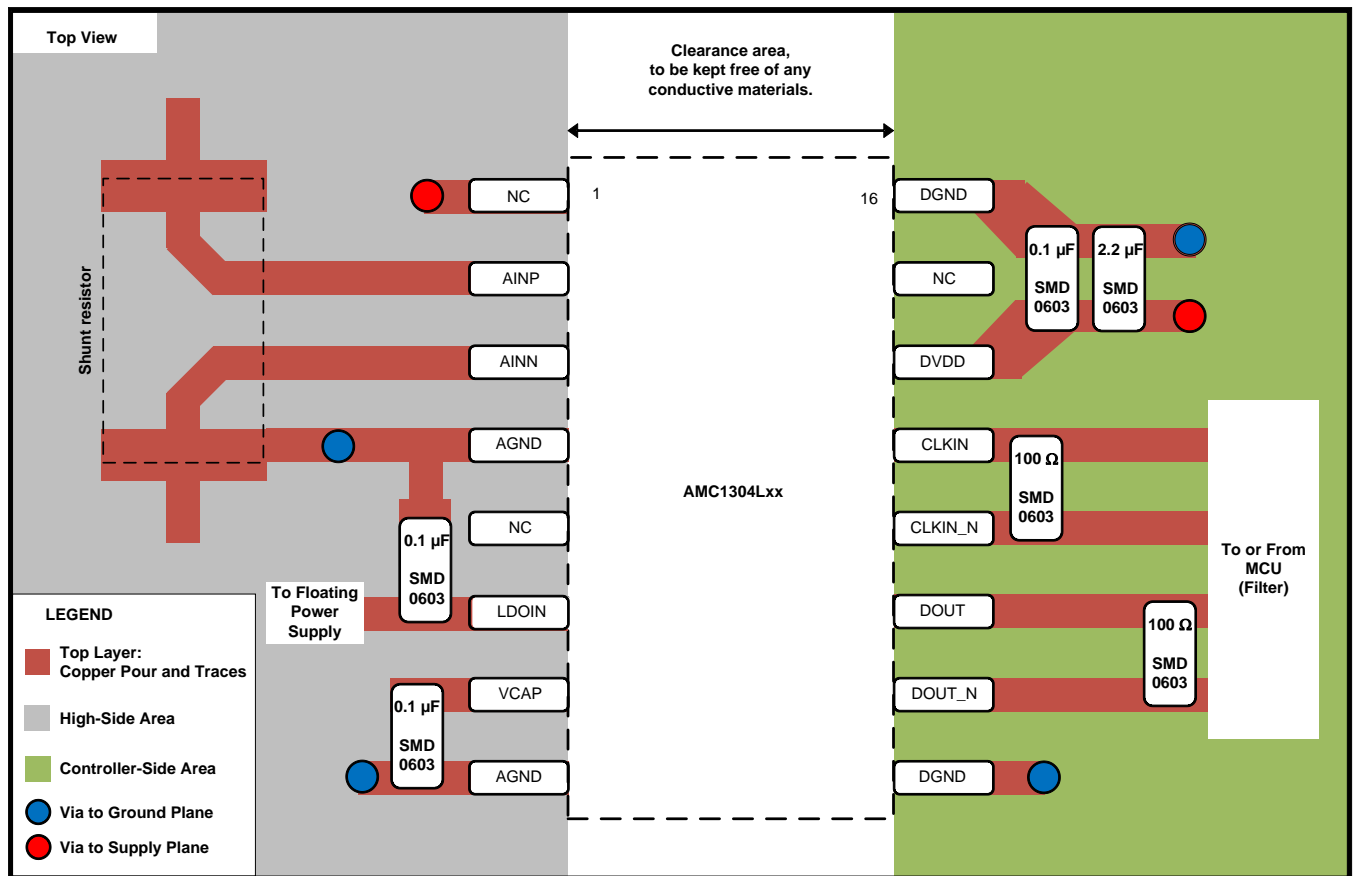 Top View
Clearance area,
to be kept free of any
conductive materials.
Shunt resistor
NC
AINP
AINN
AGND
NC
LDOIN
VCAP
AGND
1
16
AMC1304Lxx
DGND
NC
DVDD
CLKIN
CLKIN_N
DOUT
DOUT_N
DGND
0.1 µF
SMD
0603
2.2 µF
SMD
0603
100 Ω
SMD
0603
100 Ω
SMD
0603
To or From
MCU
(Filter)
0.1 µF
SMD
0603
To Floating
Power
Supply
0.1 µF
SMD
0603
LEGEND
Top Layer:
Copper Pour and Traces
High-Side Area
Controller-Side Area
Via to Ground Plane
Via to Supply Plane